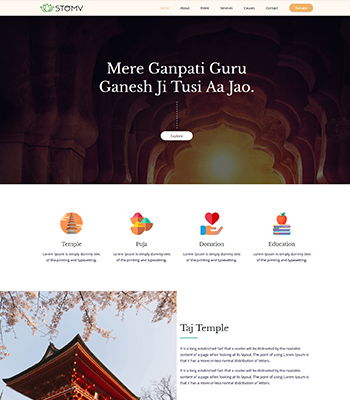 STOMV
Home About Event Services Causes Contact Donate
Mere Ganpati Guru
Ganesh Ji Tusi Aa Jao.
Explore
Temple Puja Donation Education
Lorem Ipsum is simply dummy text Lorem Ipsum is simply dummy text Lorem Ipsum is simply dummy text Lorem Ipsum is simply dummy text
of the printing and typesetting. of the printing and typesetting. of the printing and typesetting. of the printing and typesetting.
Taj Temple
It is a long established fact that a reader will be distracted by the readable
content of a page when looking at its layout. The point of using Lorem Ipsum is
that it has a more-or-less normal distribution of letters.
It is a long established fact that a reader will be distracted by the readable
content of a page when looking at its layout. The point of using Lorem Ipsum is
that it has a more-or-less normal distribution of letters.